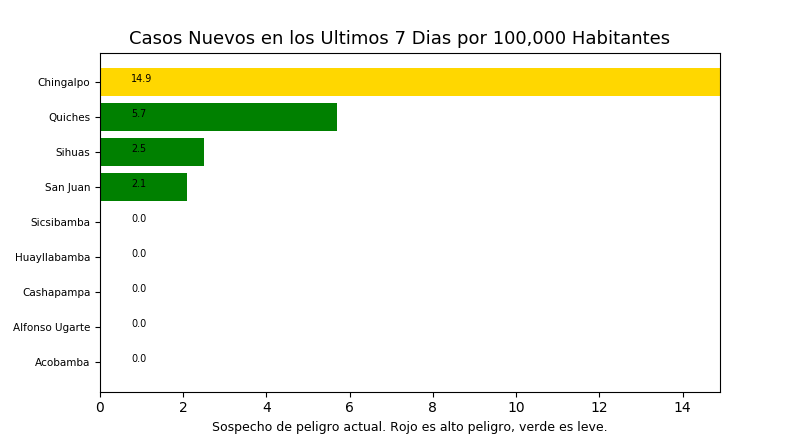 Casos Nuevos en los Ultimos 7 Dias por 100,000 Habitantes
Chingalpo 14.9
Quiches 5.7
Sihuas 2.5
San Juan 2.1
Sicsibamba 0.0
Huayllabamba 0.0
Cashapampa 0.0
Alfonso Ugarte 0.0
Acobamba 0.0
0 2 4 6 8 10 12 14
Sospecho de peligro actual. Rojo es alto peligro, verde es leve.